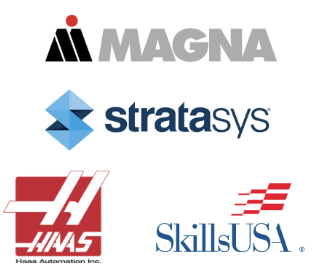 MAGNA
stratasys
HAAS
Haas Automation Inc.
SkillsUSA®